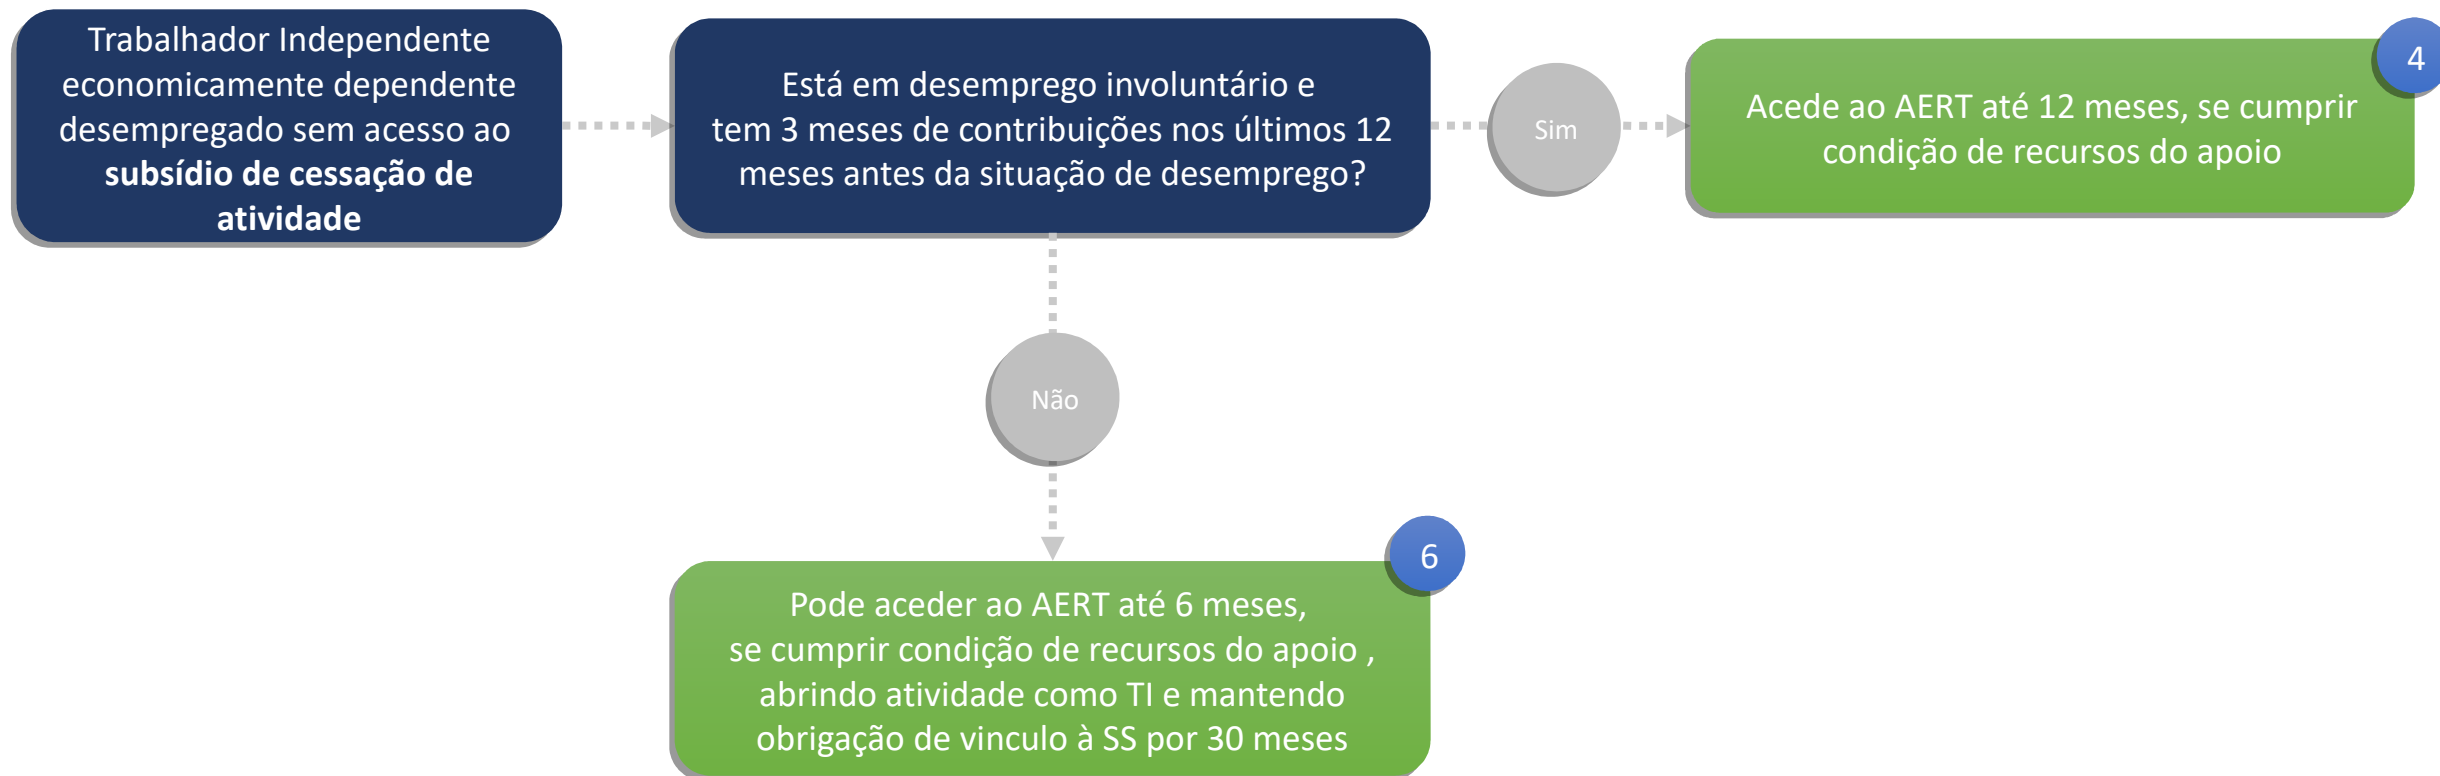 Trabalhador Independente
economicamente dependente
desempregado sem acesso ao
subsídio de cessação de
atividade
Está em desemprego involuntário e
tem 3 meses de contribuições nos últimos 12
meses antes da situação de desemprego?
Sim
4
Acede ao AERT até 12 meses, se cumprir
condição de recursos do apoio
Não
6
Pode aceder ao AERT até 6 meses,
se cumprir condição de recursos do apoio ,
abrindo atividade como TI e mantendo
obrigação de vinculo à SS por 30 meses